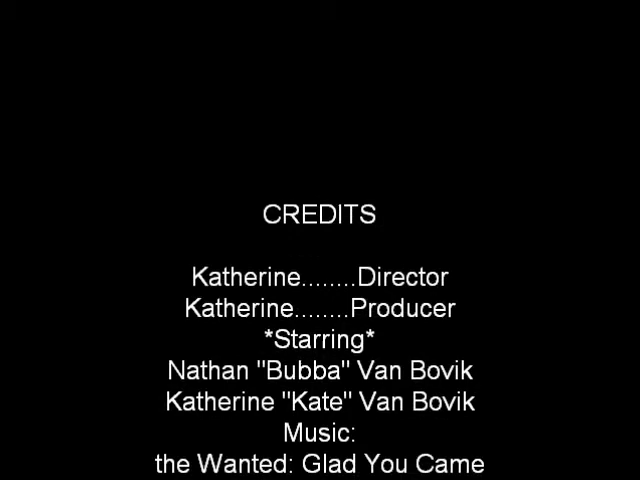 CREDITS
Katherine........Director
Katherine........Producer
*Starring*
Nathan "Bubba" Van Bovik
Katherine "Kate" Van Bovik
Music:
the Wanted: Glad You Came